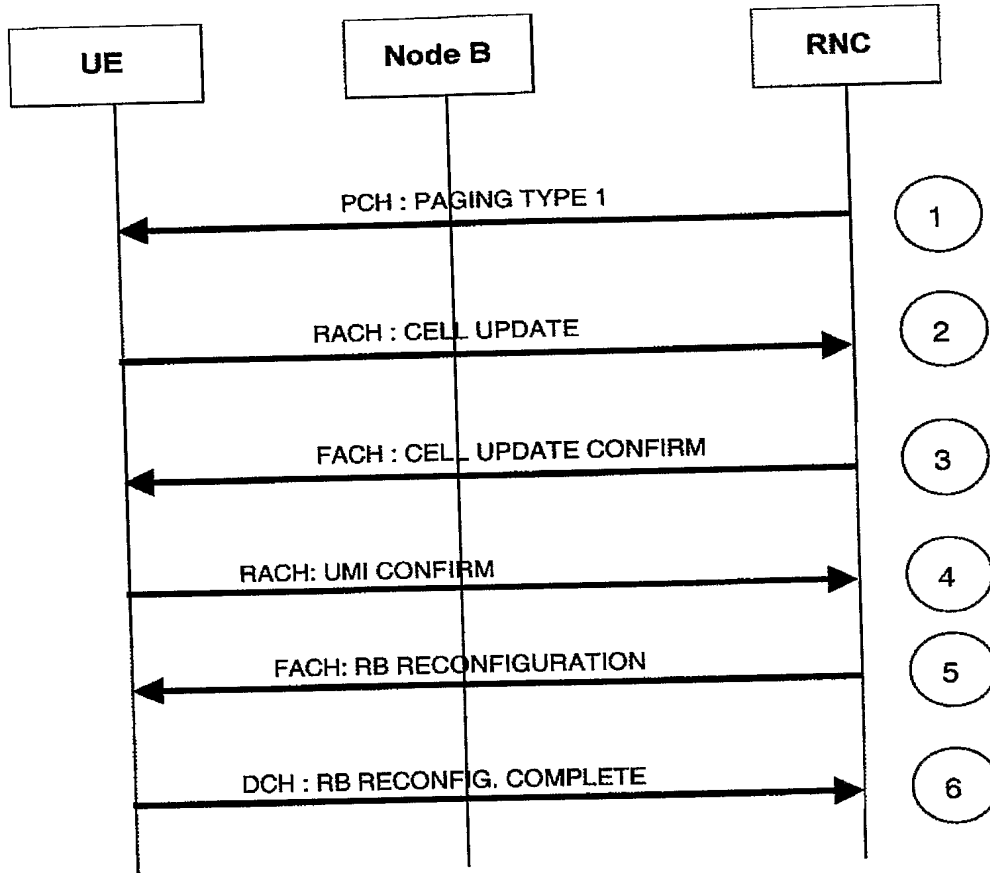 UE
Node B
RNC
PCH : PAGING TYPE 1
1
RACH : CELL UPDATE
2
FACH : CELL UPDATE CONFIRM
3
RACH: UMI CONFIRM
4
FACH: RB RECONFIGURATION
5
DCH : RB RECONFIG. COMPLETE
6